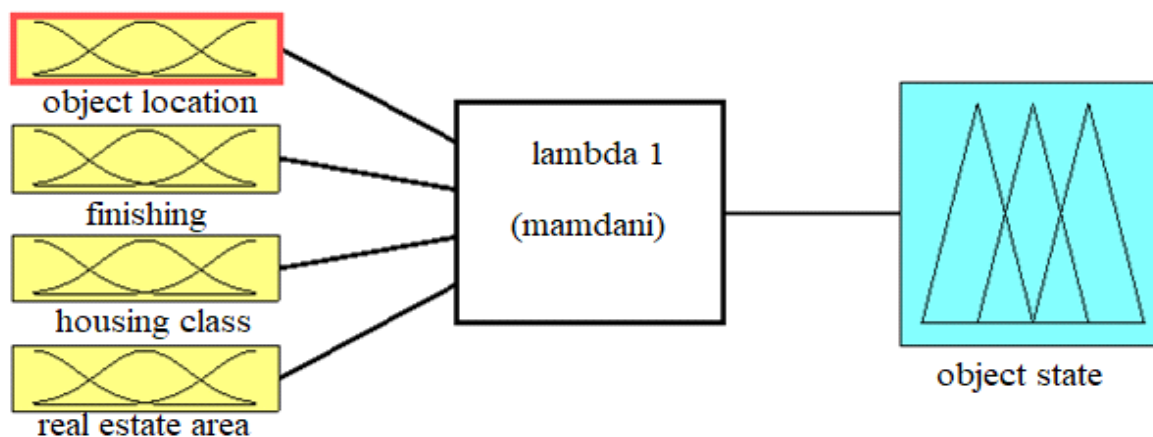 object location
finishing
housing class
real estate area
lambda 1
(mamdani)
object state